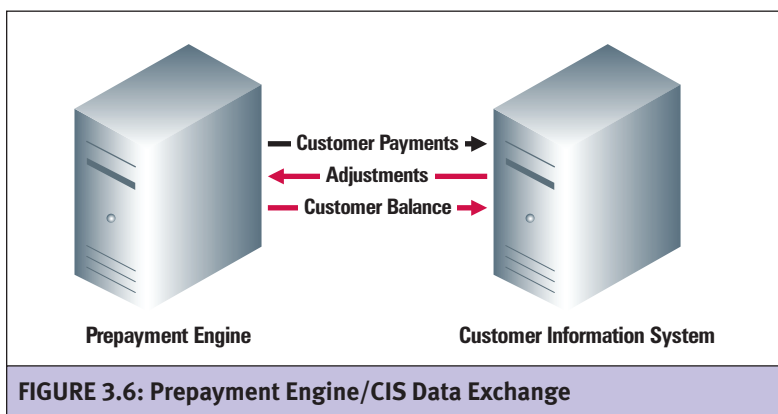 Customer Payments
Adjustments
Customer Balance
Prepayment Engine
Customer Information System
FIGURE 3.6: Prepayment Engine/CIS Data Exchange